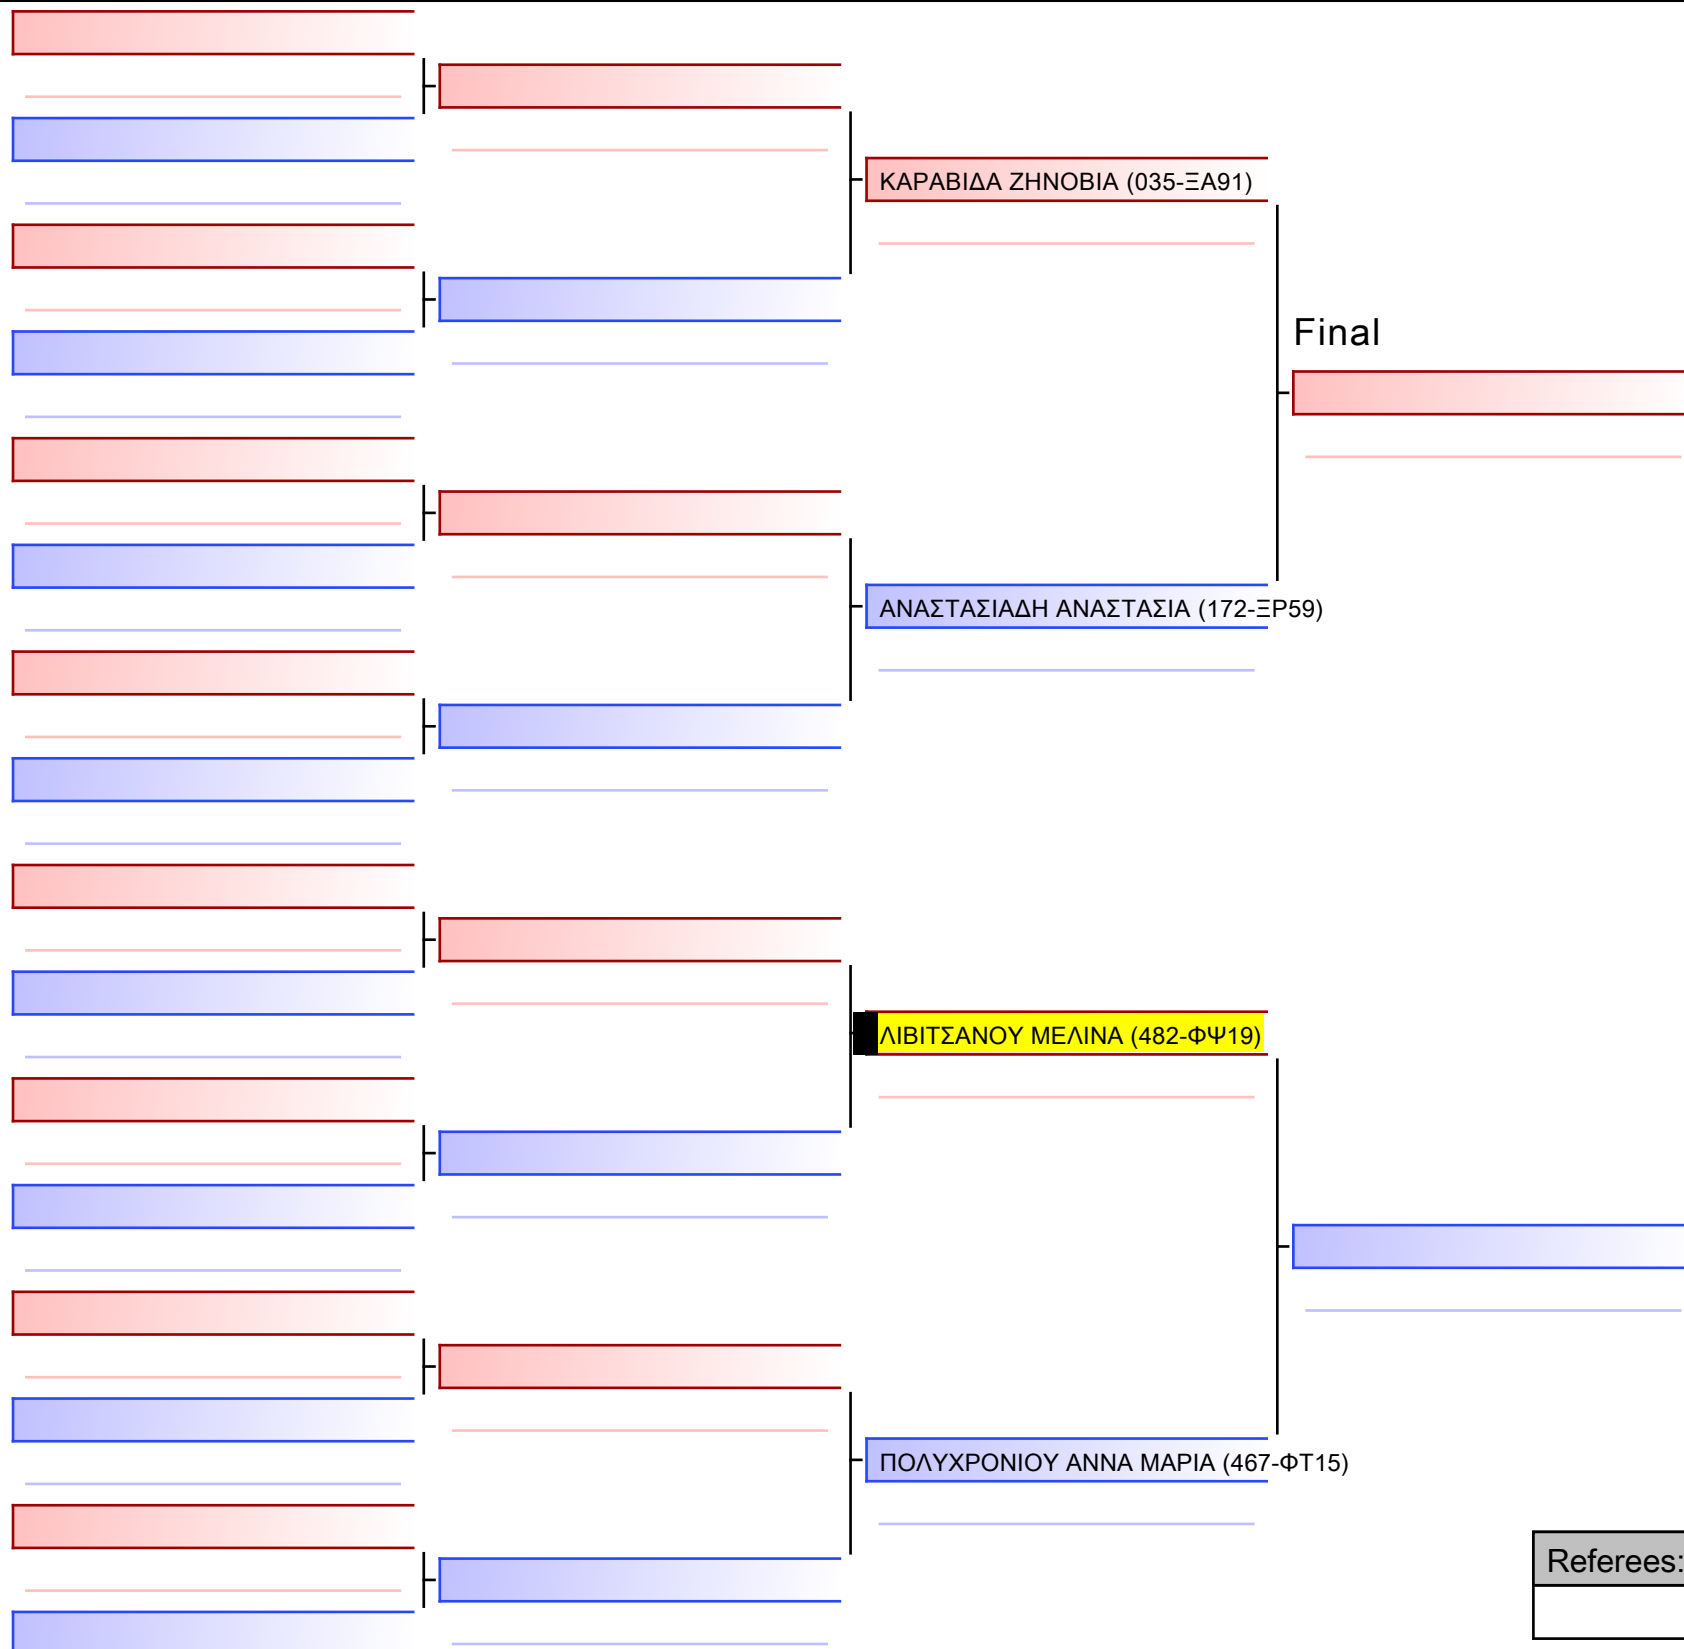 ΚΑΡΑΒΙΔΑ ΖΗΝΟΒΙΑ (035-ΞΑ91)
Final
ΑΝΑΣΤΑΣΙΑΔΗ ΑΝΑΣΤΑΣΙΑ (172-ΞΡ59)
ΛΙΒΙΤΣΑΝΟΥ ΜΕΛΙΝΑ (482-ΦΨ19)
ΠΟΛΥΧΡΟΝΙΟΥ ΑΝΝΑ ΜΑΡΙΑ (467-ΦΤ15)
Referees: